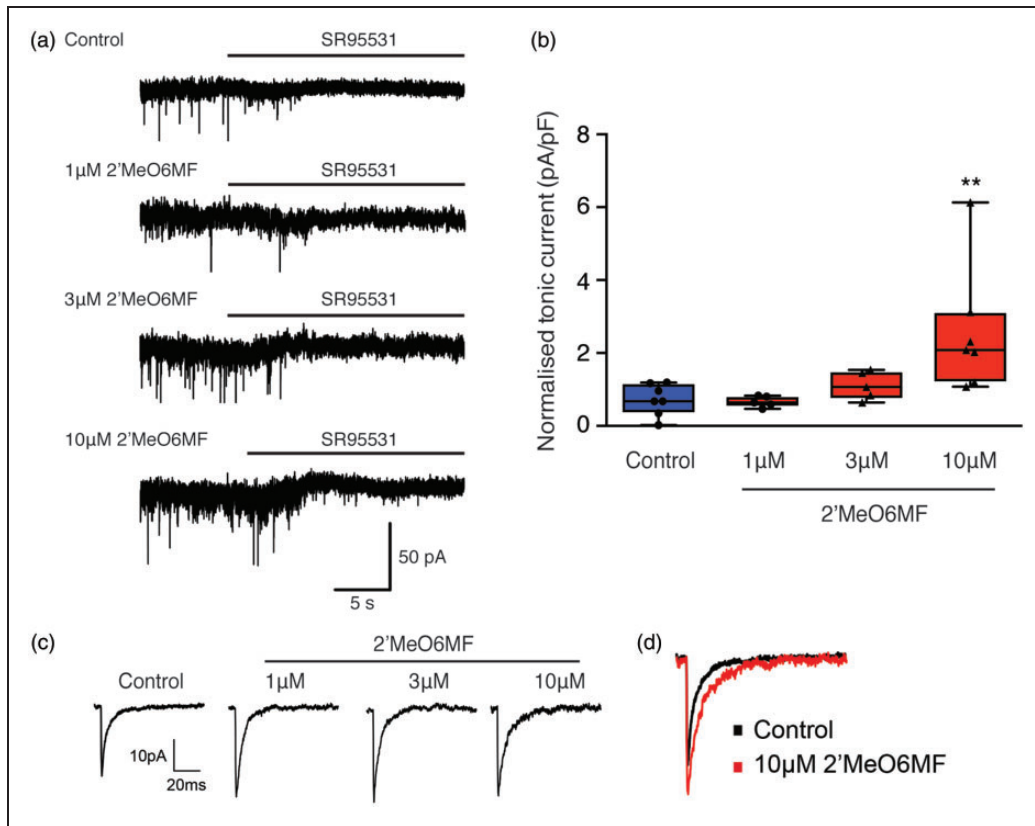 (a)
Control
SR95531
1µM 2'MeO6MF
SR95531
3µM 2'MeO6MF
SR95531
10µM 2'MeO6MF
SR95531
50 pA
5 s
(b)
Normalised tonic current (pA/pF)
8
6
4
2
0
**
Control
1µM
3µM
10µM
2'MeO6MF
(c)
2'MeO6MF
Control
1µM
3µM
10µM
10pA
20ms
(d)
Control
10µM 2'MeO6MF